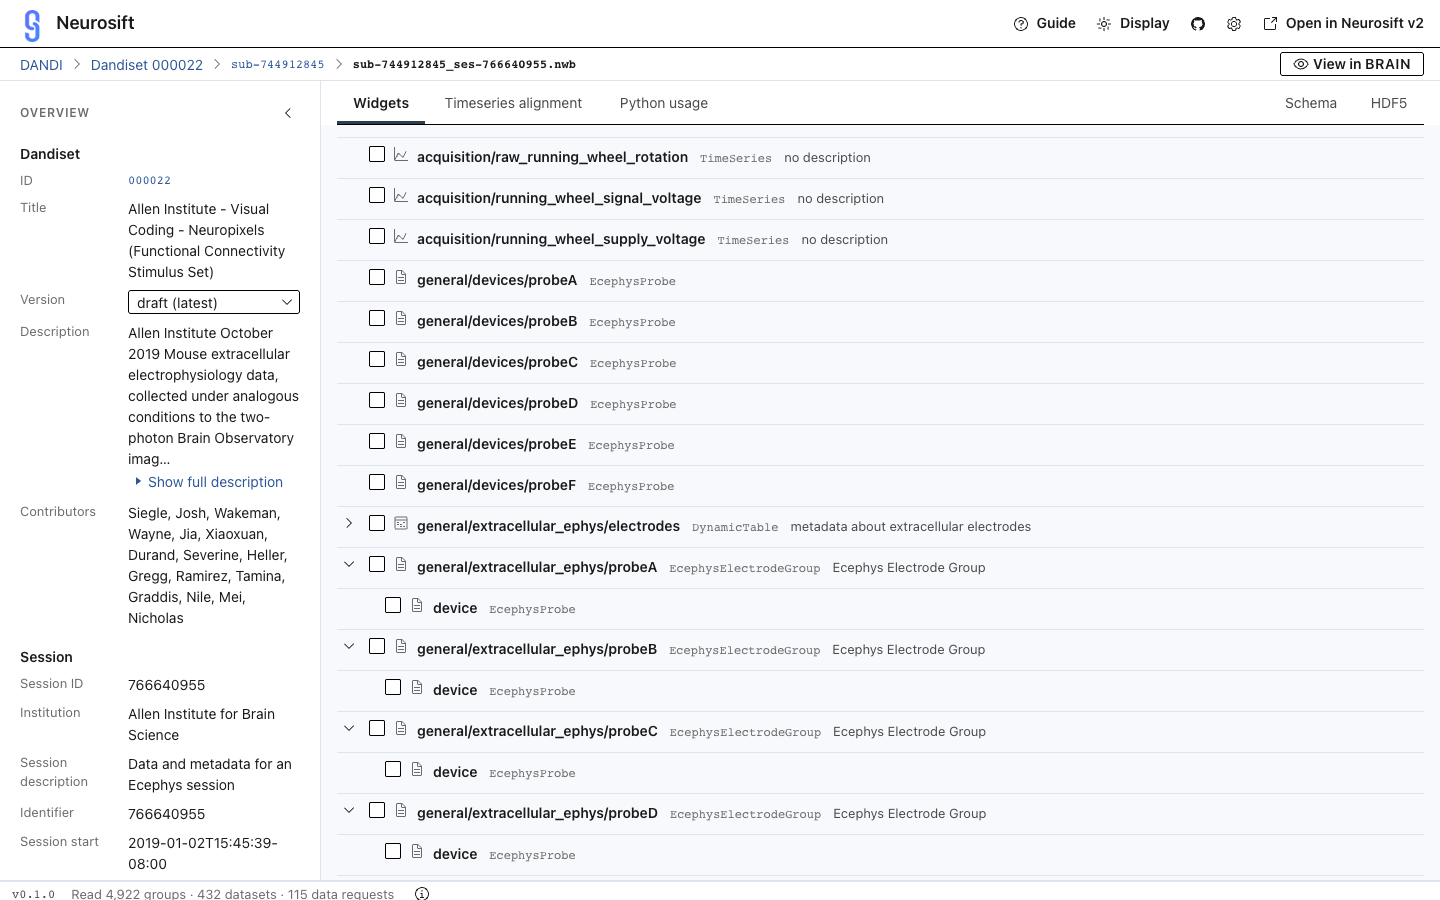 Neurosift
Guide
Display
Open in Neurosift v2
DANDI
Dandiset 000022
sub-744912845
sub-744912845_ses-766640955.nwb
View in BRAIN
OVERVIEW
Dandiset
ID
000022
Title
Allen Institute - Visual
Coding - Neuropixels
(Functional Connectivity
Stimulus Set)
Version
draft (latest)
Description
Allen Institute October
2019 Mouse extracellular
electrophysiology data,
collected under analogous
conditions to the two-
photon Brain Observatory
imag...
Show full description
Contributors
Siegle, Josh, Wakeman,
Wayne, Jia, Xiaoxuan,
Durand, Severine, Heller,
Gregg, Ramirez, Tamina,
Graddis, Nile, Mei,
Nicholas
Session
Session ID
766640955
Institution
Allen Institute for Brain
Science
Session
description
Data and metadata for an
Ecephys session
Identifier
766640955
Session start
2019-01-02T15:45:39-
08:00
Widgets
Timeseries alignment
Python usage
Schema
HDF5
acquisition/raw_running_wheel_rotation TimeSeries no description
acquisition/running_wheel_signal_voltage TimeSeries no description
acquisition/running_wheel_supply_voltage TimeSeries no description
general/devices/probeA EcephysProbe
general/devices/probeB EcephysProbe
general/devices/probeC EcephysProbe
general/devices/probeD EcephysProbe
general/devices/probeE EcephysProbe
general/devices/probeF EcephysProbe
general/extracellular_ephys/electrodes DynamicTable metadata about extracellular electrodes
general/extracellular_ephys/probeA EcephysElectrodeGroup Ecephys Electrode Group
device EcephysProbe
general/extracellular_ephys/probeB EcephysElectrodeGroup Ecephys Electrode Group
device EcephysProbe
general/extracellular_ephys/probeC EcephysElectrodeGroup Ecephys Electrode Group
device EcephysProbe
general/extracellular_ephys/probeD EcephysElectrodeGroup Ecephys Electrode Group
device EcephysProbe
v0.1.0 Read 4,922 groups · 432 datasets · 115 data requests